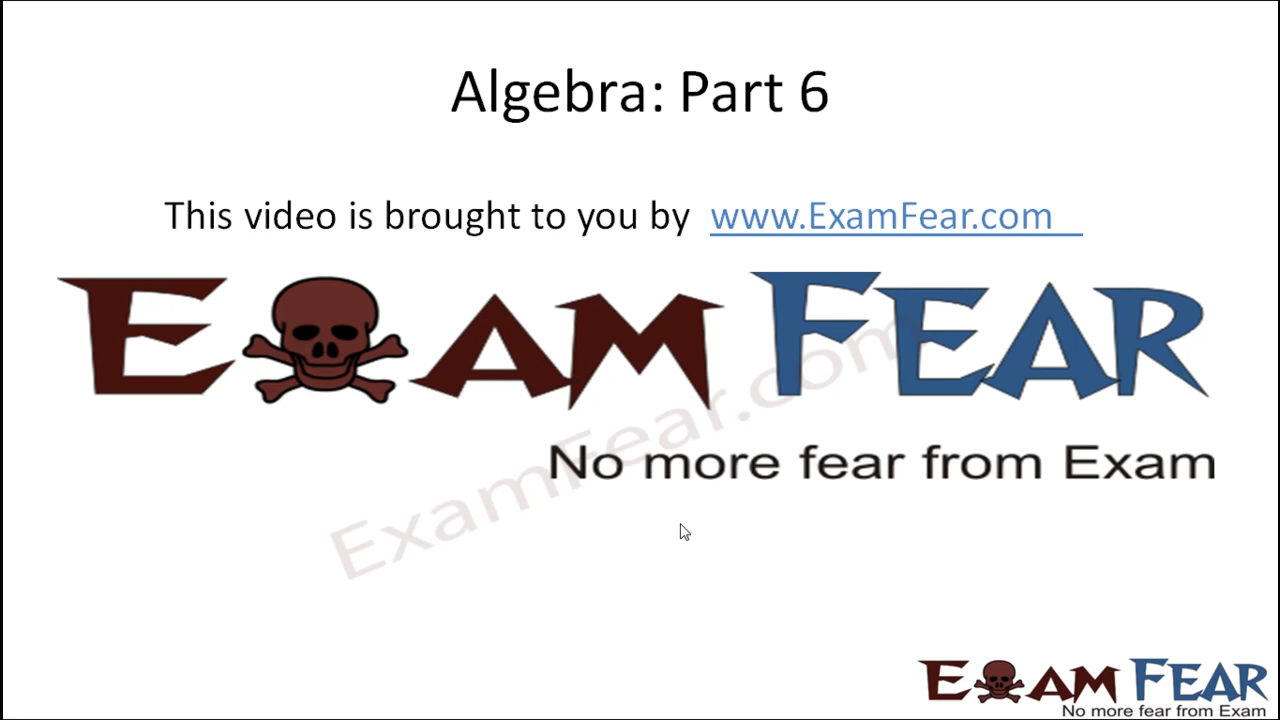 Algebra: Part 6
This video is brought to you by www.ExamFear.com
EXAM FEAR
ExamFear.com
No more fear from Exam
EXAM FEAR
No more fear from Exam